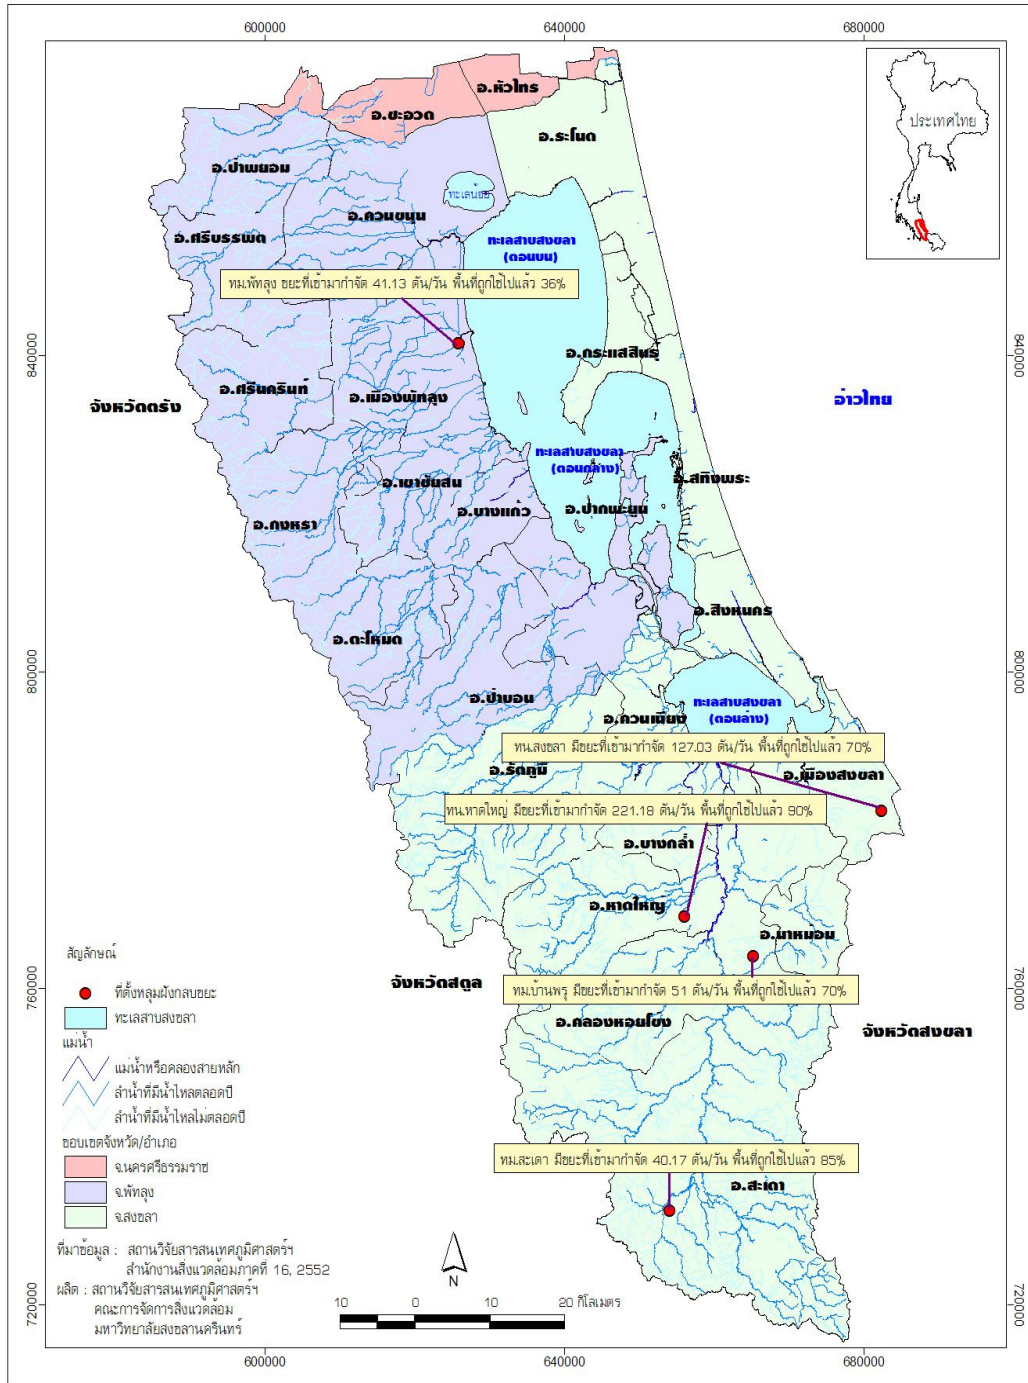 600000
640000
680000
ประเทศไทย
อ.หัวไทร
อ.ชะอวด
อ.ระโนด
อ.ป่าพยอม
ทะเลน้อย
อ.ควนขนุน
อ.ศรีบรรพต
ทะเลสาบสงขลา
(ตอนบน)
ทม.พัทลุง ขยะที่เข้ามากำจัด 41.13 ตัน/วัน พื้นที่ถูกใช้ไปแล้ว 36%
840000
840000
อ.กระแสสินธุ์
อ.ศรีนครินทร์
อ.เมืองพัทลุง
จังหวัดตรัง
อ่าวไทย
ทะเลสาบสงขลา
(ตอนกลาง)
อ.สทิงพระ
อ.เขาชัยสน
อ.บางแก้ว
อ.ปากพะยูน
อ.กงหรา
อ.สิงหนคร
อ.ตะโหมด
800000
800000
อ.ป่าบอน
ทะเลสาบสงขลา
(ตอนล่าง)
อ.ควนเนียง
ทน.สงขลา มีขยะที่เข้ามากำจัด 127.03 ตัน/วัน พื้นที่ถูกใช้ไปแล้ว 70%
อ.รัตภูมิ
อ.เมืองสงขลา
ทน.หาดใหญ่ มีขยะที่เข้ามากำจัด 221.18 ตัน/วัน พื้นที่ถูกใช้ไปแล้ว 90%
อ.บางกล่ำ
อ.หาดใหญ่
อ.นาหม่อม
จังหวัดสตูล
ทม.บ้านพรุ มีขยะที่เข้ามากำจัด 51 ตัน/วัน พื้นที่ถูกใช้ไปแล้ว 70%
760000
760000
อ.คลองหอยโข่ง
จังหวัดสงขลา
ทม.สะเดา มีขยะที่เข้ามากำจัด 40.17 ตัน/วัน พื้นที่ถูกใช้ไปแล้ว 85%
อ.สะเดา
สัญลักษณ์
ที่ตั้งหลุมฝังกลบขยะ
ทะเลสาบสงขลา
แม่น้ำ
แม่น้ำหรือคลองสายหลัก
ลำน้ำที่มีน้ำไหลตลอดปี
ลำน้ำที่มีน้ำไหลไม่ตลอดปี
ขอบเขตจังหวัด/อำเภอ
จ.นครศรีธรรมราช
จ.พัทลุง
จ.สงขลา
ที่มาข้อมูล : สถานวิจัยสารสนเทศภูมิศาสตร์ฯ
สำนักงานสิ่งแวดล้อมภาคที่ 16, 2552
ผลิต : สถานวิจัยสารสนเทศภูมิศาสตร์ฯ
คณะการจัดการสิ่งแวดล้อม
มหาวิทยาลัยสงขลานครินทร์
N
10 0 10 20 กิโลเมตร
720000
720000
600000
640000
680000